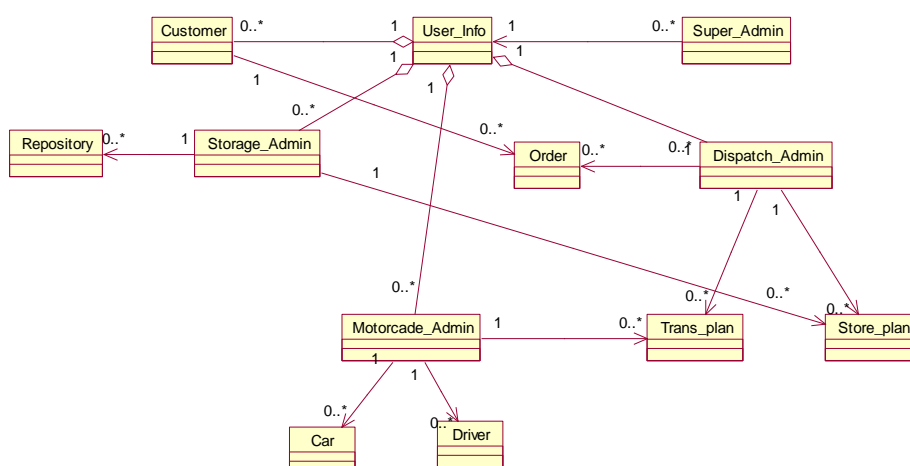 Customer
0..*
1
User_Info
1
0..*
Super_Admin
1
1
1
1
0..*
0..*
Repository
0..*
1
Storage_Admin
Order
0..*
0..*
1
Dispatch_Admin
1
1
1
0..*
0..*
0..*
0..*
Motorcade_Admin
1
0..*
Trans_plan
Store_plan
1
1
0..*
0..*
Car
Driver